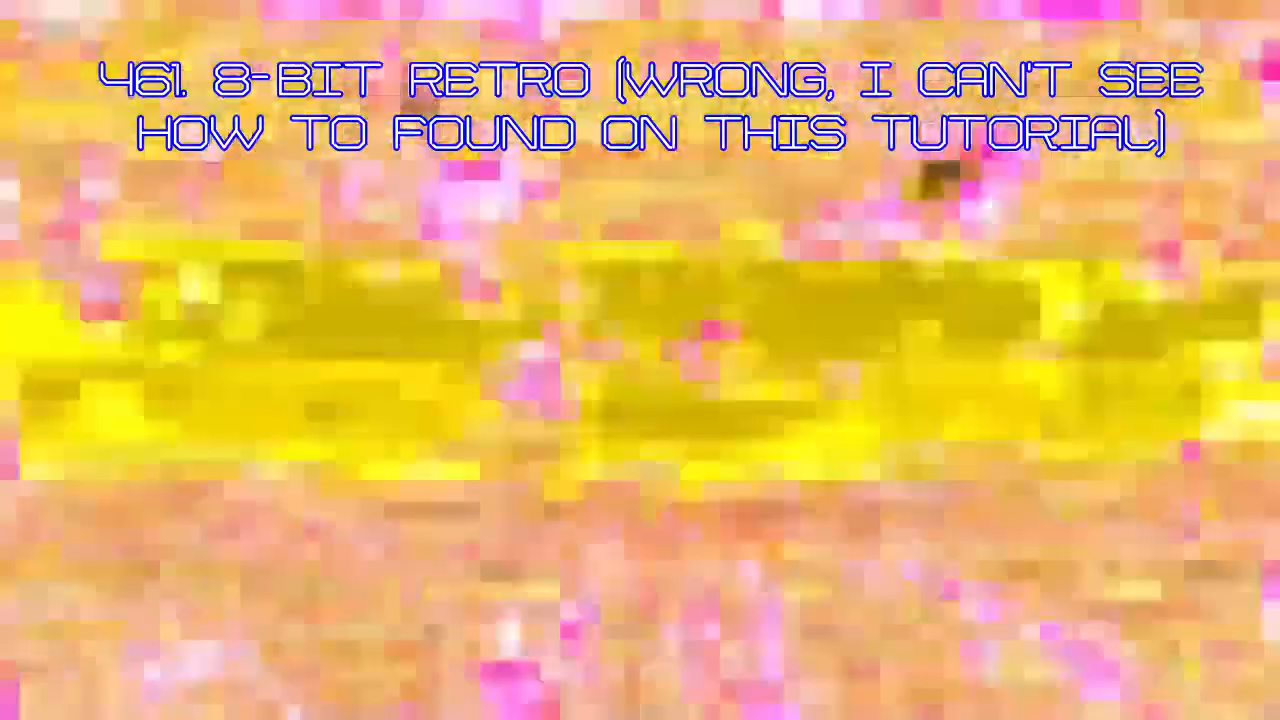 461. 8-BIT RETRO (WRONG, I CAN'T SEE
HOW TO FOUND ON THIS TUTORIAL)